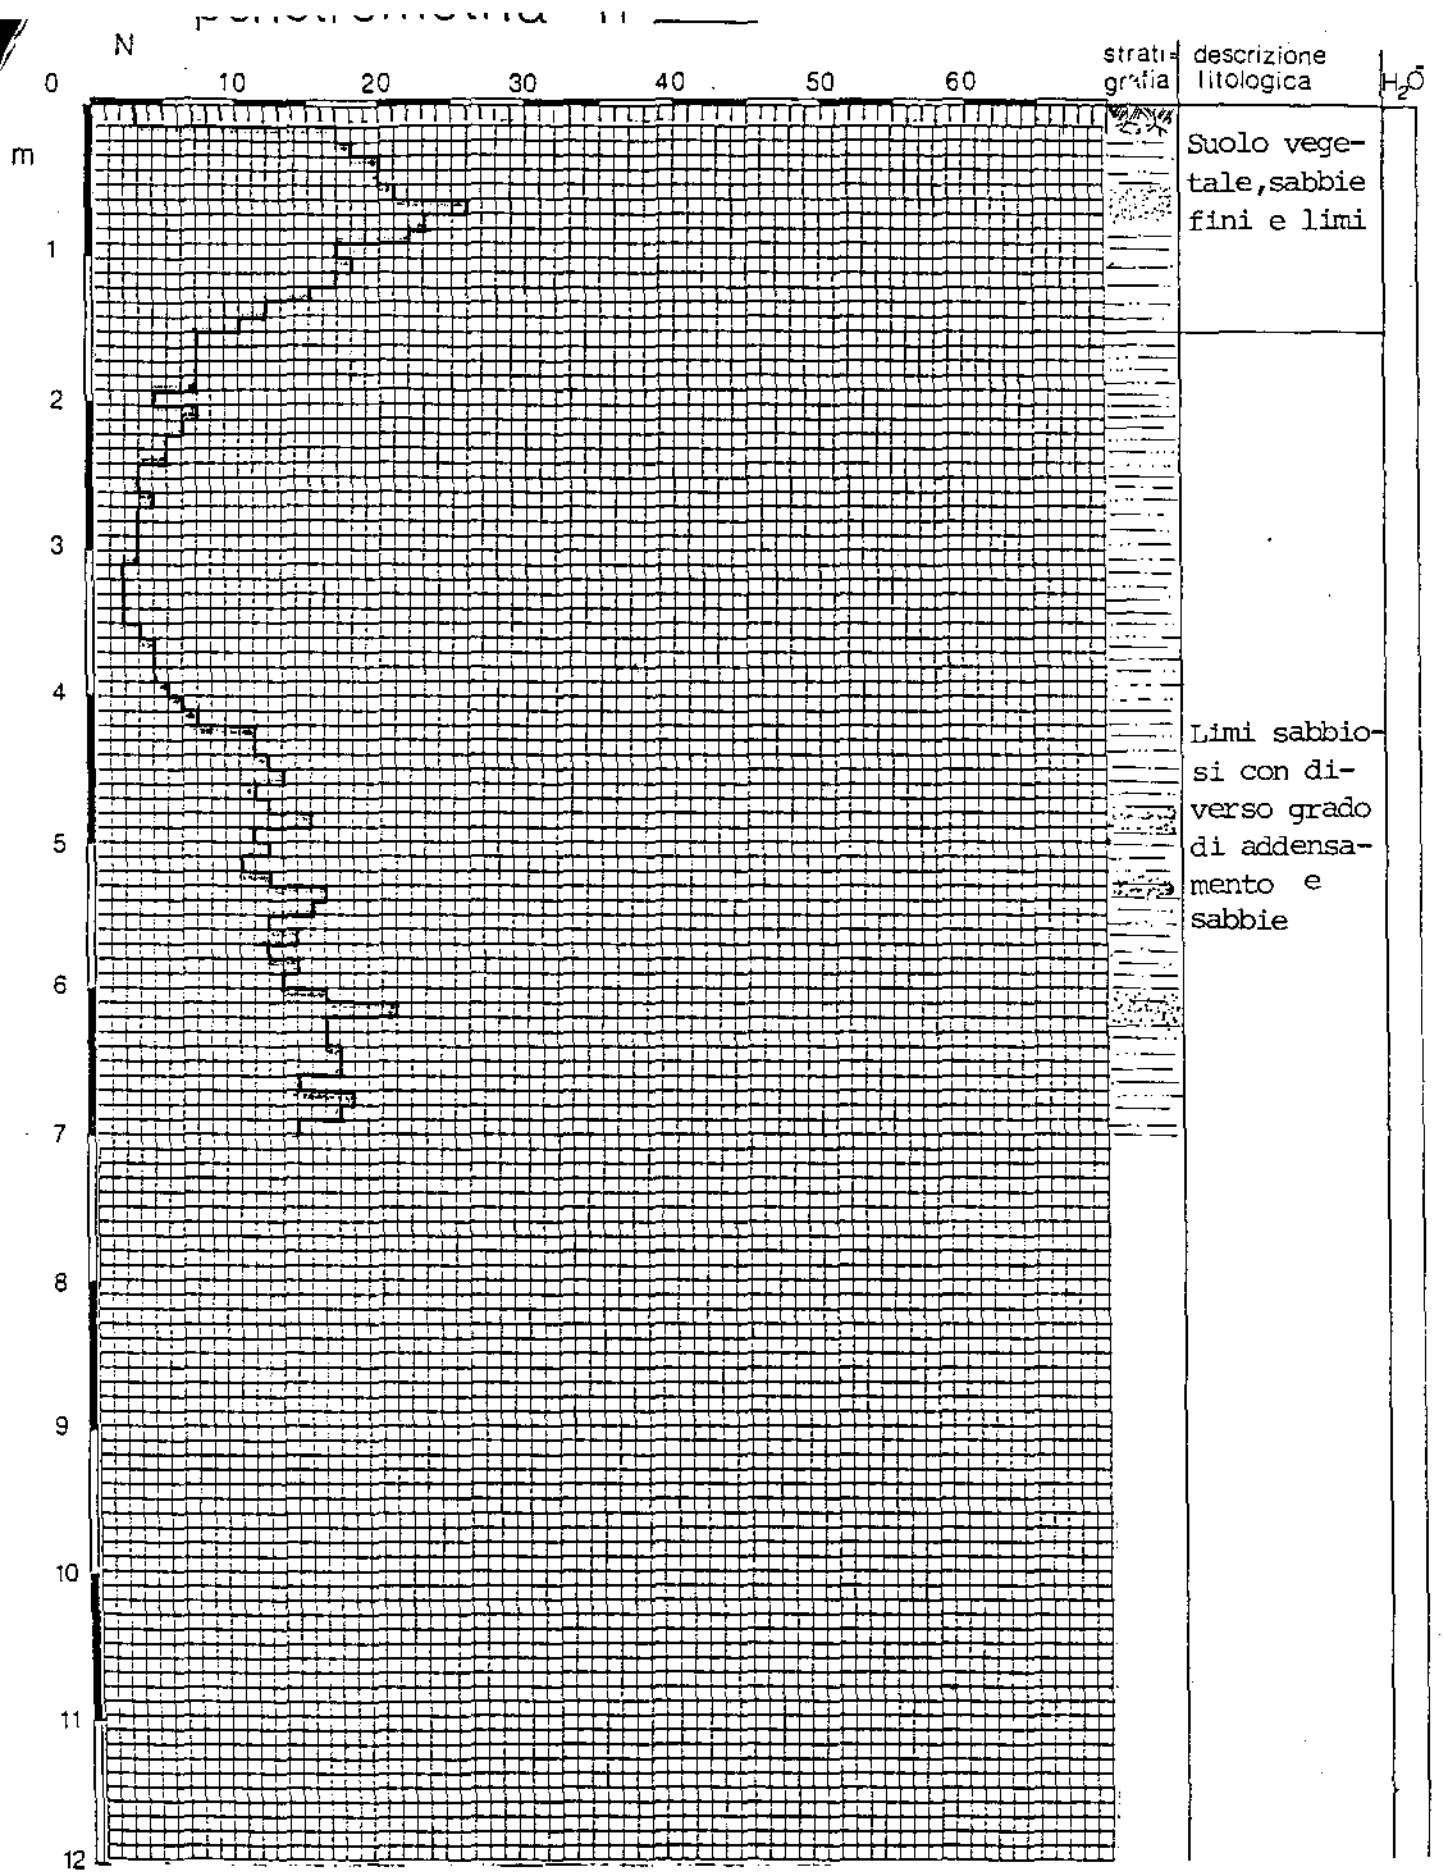 N
0 10 20 30 40 50 60
strati=
grafia
descrizione
litologica
H₂O
m
Suolo vege-
tale, sabbie
fini e limi
1
2
3
4
Limi sabbio-
si con di-
verso grado
di addensa-
mento e
sabbie
5
6
7
8
9
10
11
12